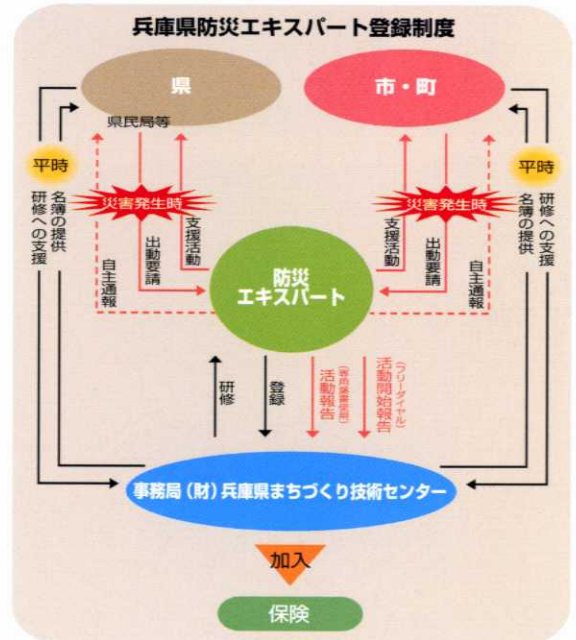 兵庫県防災エキスパート登録制度
県
県民局等
市・町
平時
平時
名簿の提供
研修への支援
研修への支援
名簿の提供
災害発生時
災害発生時
自主通報
出動要請
支援活動
支援活動
出動要請
自主通報
防災
エキスパート
研修
登録
活動報告
(専用葉書使用)
活動開始報告
(フリーダイヤル)
事務局(財)兵庫県まちづくり技術センター
加入
保険